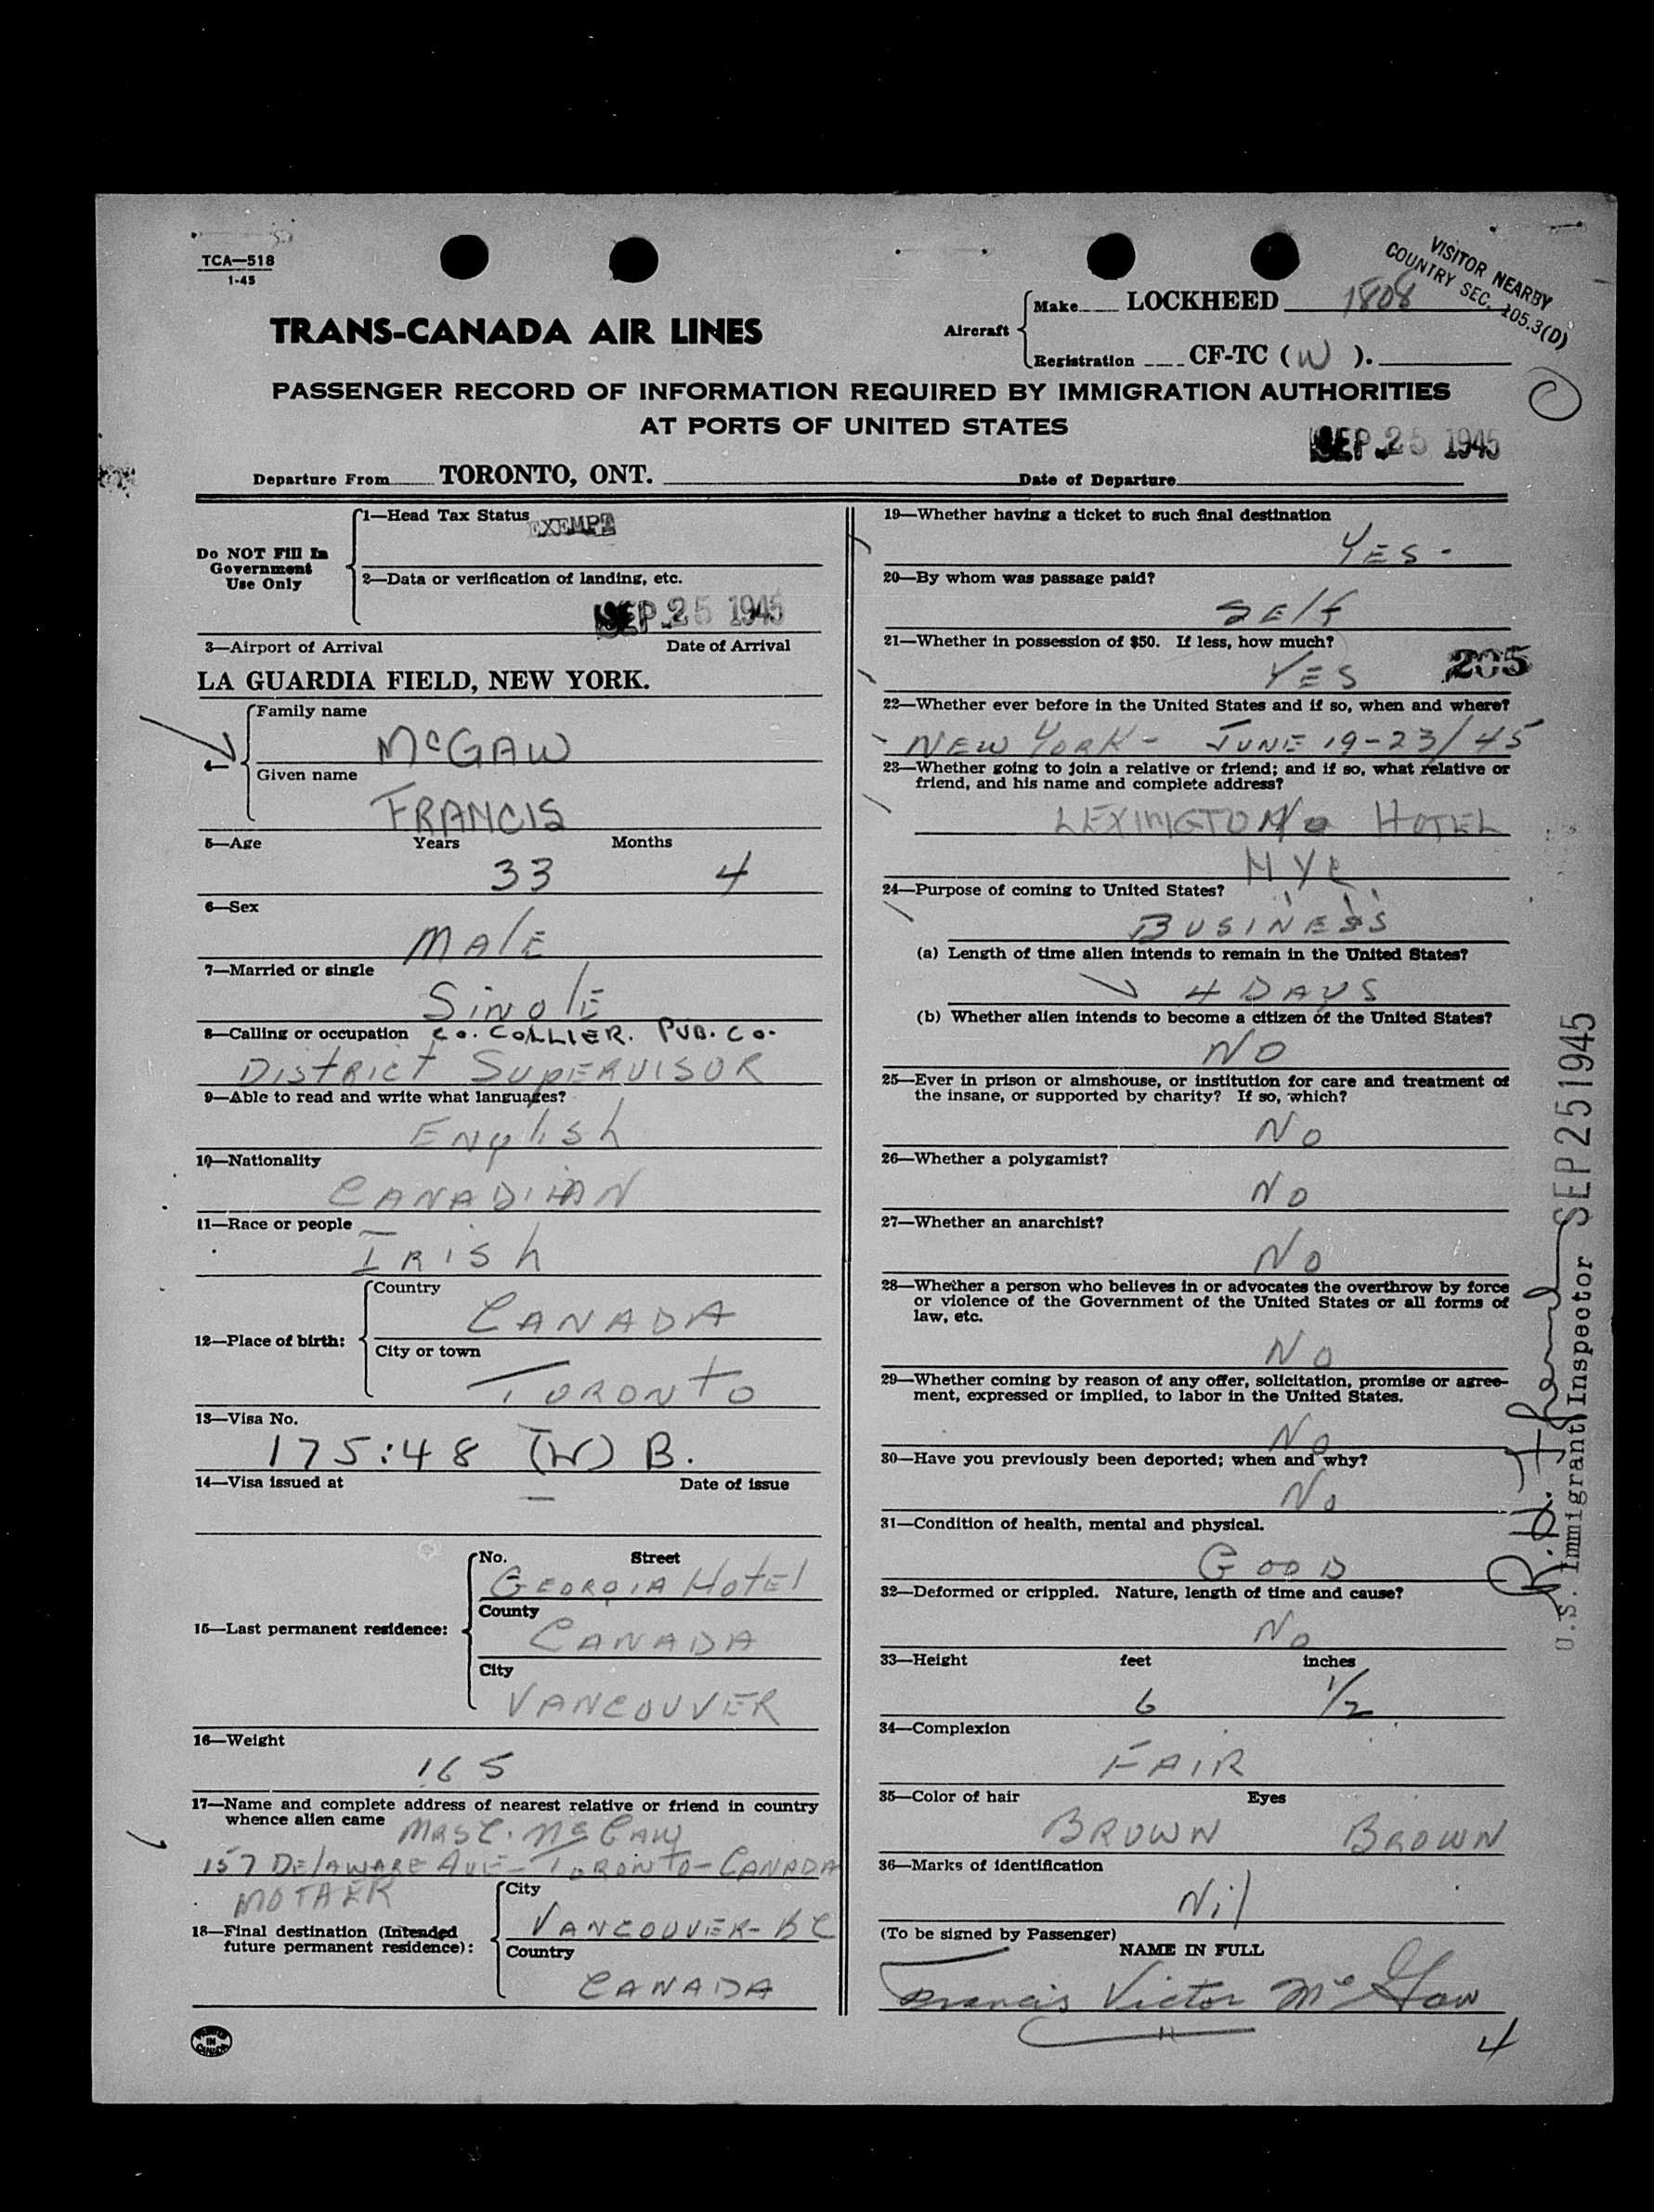 TCA—518
1-45
VISITOR NEARBY
COUNTRY SEC. 105.3(D)
Aircraft
Make LOCKHEED 1808
Registration CF-TC (W).
TRANS-CANADA AIR LINES
PASSENGER RECORD OF INFORMATION REQUIRED BY IMMIGRATION AUTHORITIES
AT PORTS OF UNITED STATES
SEP 25 1945
Departure From TORONTO, ONT. Date of Departure
Do NOT Fill In
Government
Use Only
1—Head Tax Status EXEMPT
2—Data or verification of landing, etc.
SEP 25 1945
3—Airport of Arrival Date of Arrival
LA GUARDIA FIELD, NEW YORK.
4—
Family name
McGAW
Given name
FRANCIS
5—Age Years Months
33 4
6—Sex
MAlE
7—Married or single
SinGlE
8—Calling or occupation Co. COLLIER. PUB. Co.
DistRict SupERVISOR
9—Able to read and write what languages?
English
10—Nationality
CANADIAN
11—Race or people
IRISh
12—Place of birth:
Country
CANADA
City or town
TORONtO
13—Visa No.
175:48 (W) B.
14—Visa issued at Date of issue
—
15—Last permanent residence:
No. Street
GEORGIA HotEl
County
CANADA
City
VANCOUVER
16—Weight
165
17—Name and complete address of nearest relative or friend in country
whence alien came MRS C. McGAW
157 DElAWARE AVE— TORONTO— CANADA
MOTHER
18—Final destination (Intended
future permanent residence):
City
VANCOUVER- BC
Country
CANADA
PRINTED
IN
CANADA
19—Whether having a ticket to such final destination
YES -
20—By whom was passage paid?
SElf
21—Whether in possession of $50. If less, how much?
YES 205
22—Whether ever before in the United States and if so, when and where?
NEW YORK - JUNE 19-23/45
23—Whether going to join a relative or friend; and if so, what relative or
friend, and his name and complete address?
LEXINGTON HOTEL
NYC
24—Purpose of coming to United States?
BUSINESS
(a) Length of time alien intends to remain in the United States?
4 DAYS
(b) Whether alien intends to become a citizen of the United States?
NO
25—Ever in prison or almshouse, or institution for care and treatment of
the insane, or supported by charity? If so, which?
No
26—Whether a polygamist?
No
27—Whether an anarchist?
No
28—Whether a person who believes in or advocates the overthrow by force
or violence of the Government of the United States or all forms of
law, etc.
No
29—Whether coming by reason of any offer, solicitation, promise or agree-
ment, expressed or implied, to labor in the United States.
No
30—Have you previously been deported; when and why?
No
31—Condition of health, mental and physical.
GOOD
32—Deformed or crippled. Nature, length of time and cause?
No
33—Height feet inches
6 1/2
34—Complexion
FAIR
35—Color of hair Eyes
BROWN BROWN
36—Marks of identification
Nil
(To be signed by Passenger)
NAME IN FULL
Francis Victor McGaw
4
SEP 25 1945
R.H.
U.S. Immigrant Inspector